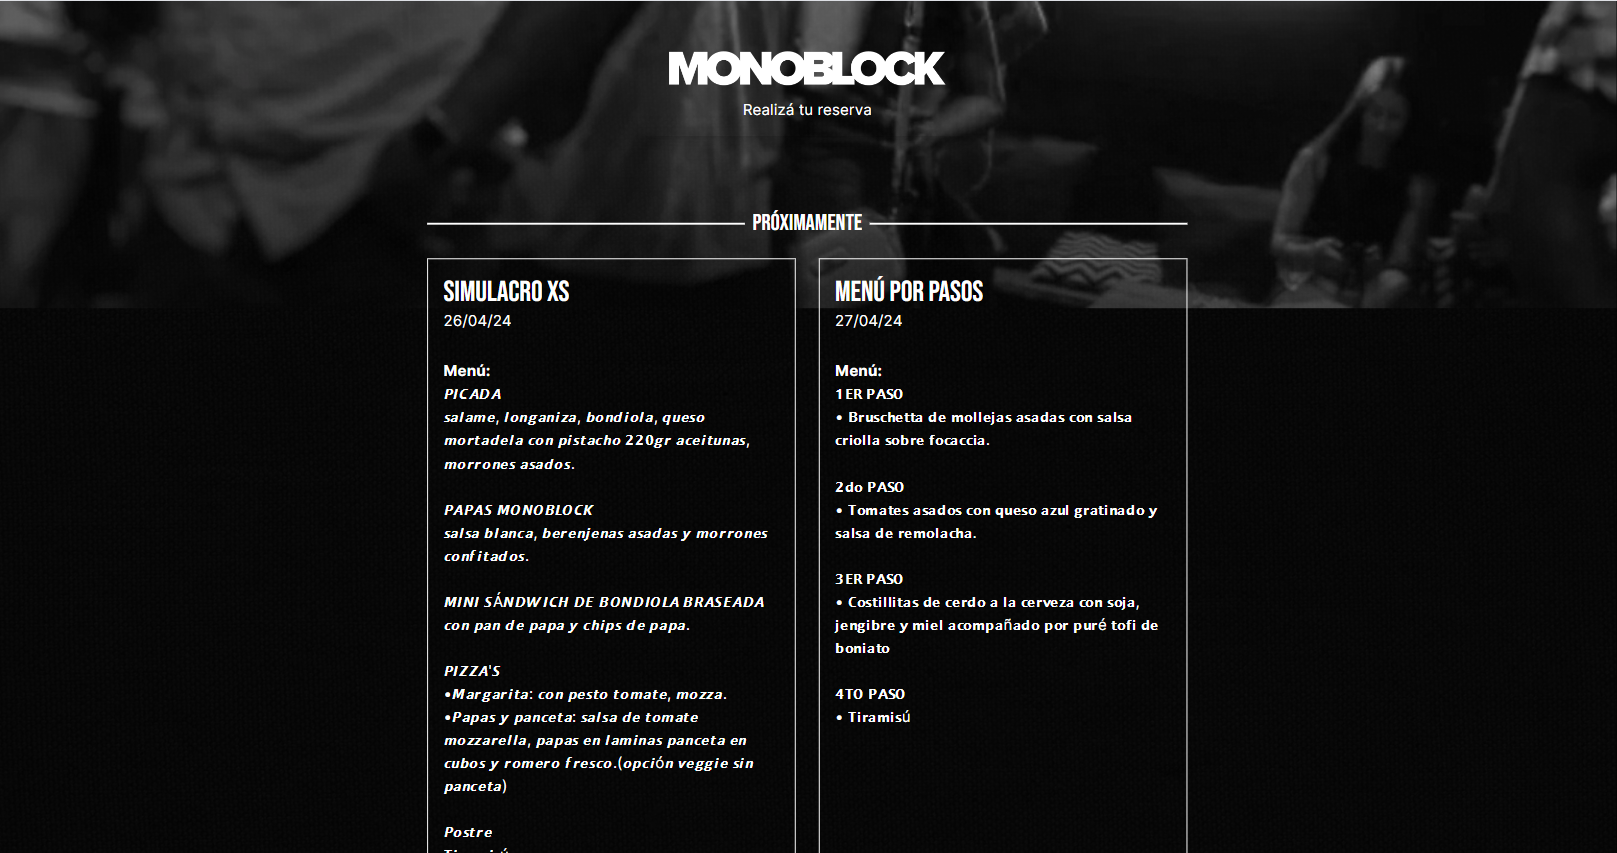 MONOBLOCK
Realizá tu reserva
PRÓXIMAMENTE
SIMULACRO XS
26/04/24
Menú:
PICADA
salame, longaniza, bondiola, queso
mortadela con pistacho 220gr aceitunas,
morrones asados.
PAPAS MONOBLOCK
salsa blanca, berenjenas asadas y morrones
confitados.
MINI SÁNDWICH DE BONDIOLA BRASEADA
con pan de papa y chips de papa.
PIZZA'S
•Margarita: con pesto tomate, mozza.
•Papas y panceta: salsa de tomate
mozzarella, papas en laminas panceta en
cubos y romero fresco.(opción veggie sin
panceta)
Postre
MENÚ POR PASOS
27/04/24
Menú:
1ER PASO
• Bruschetta de mollejas asadas con salsa
criolla sobre focaccia.
2do PASO
• Tomates asados con queso azul gratinado y
salsa de remolacha.
3ER PASO
• Costillitas de cerdo a la cerveza con soja,
jengibre y miel acompañado por puré tofi de
boniato
4TO PASO
• Tiramisú